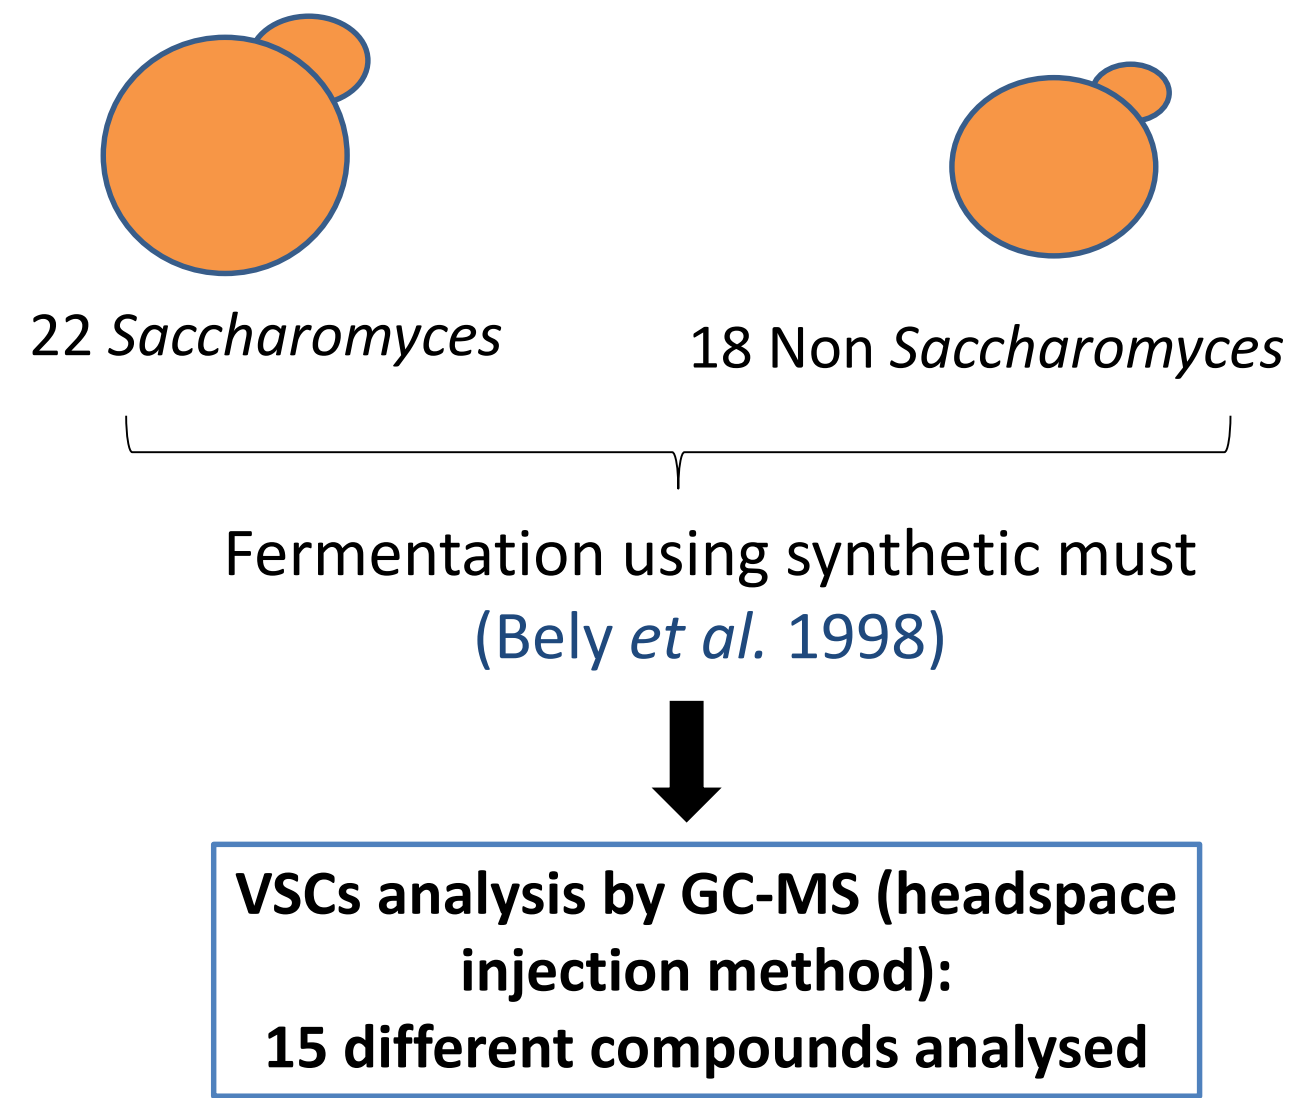 22 Saccharomyces
18 Non Saccharomyces
Fermentation using synthetic must
(Bely et al. 1998)
VSCs analysis by GC-MS (headspace
injection method):
15 different compounds analysed